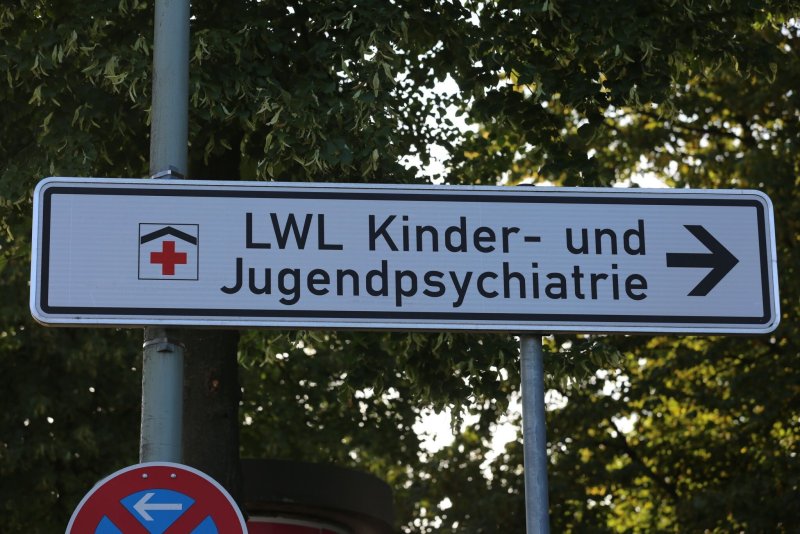 LWL Kinder- und
Jugendpsychiatrie